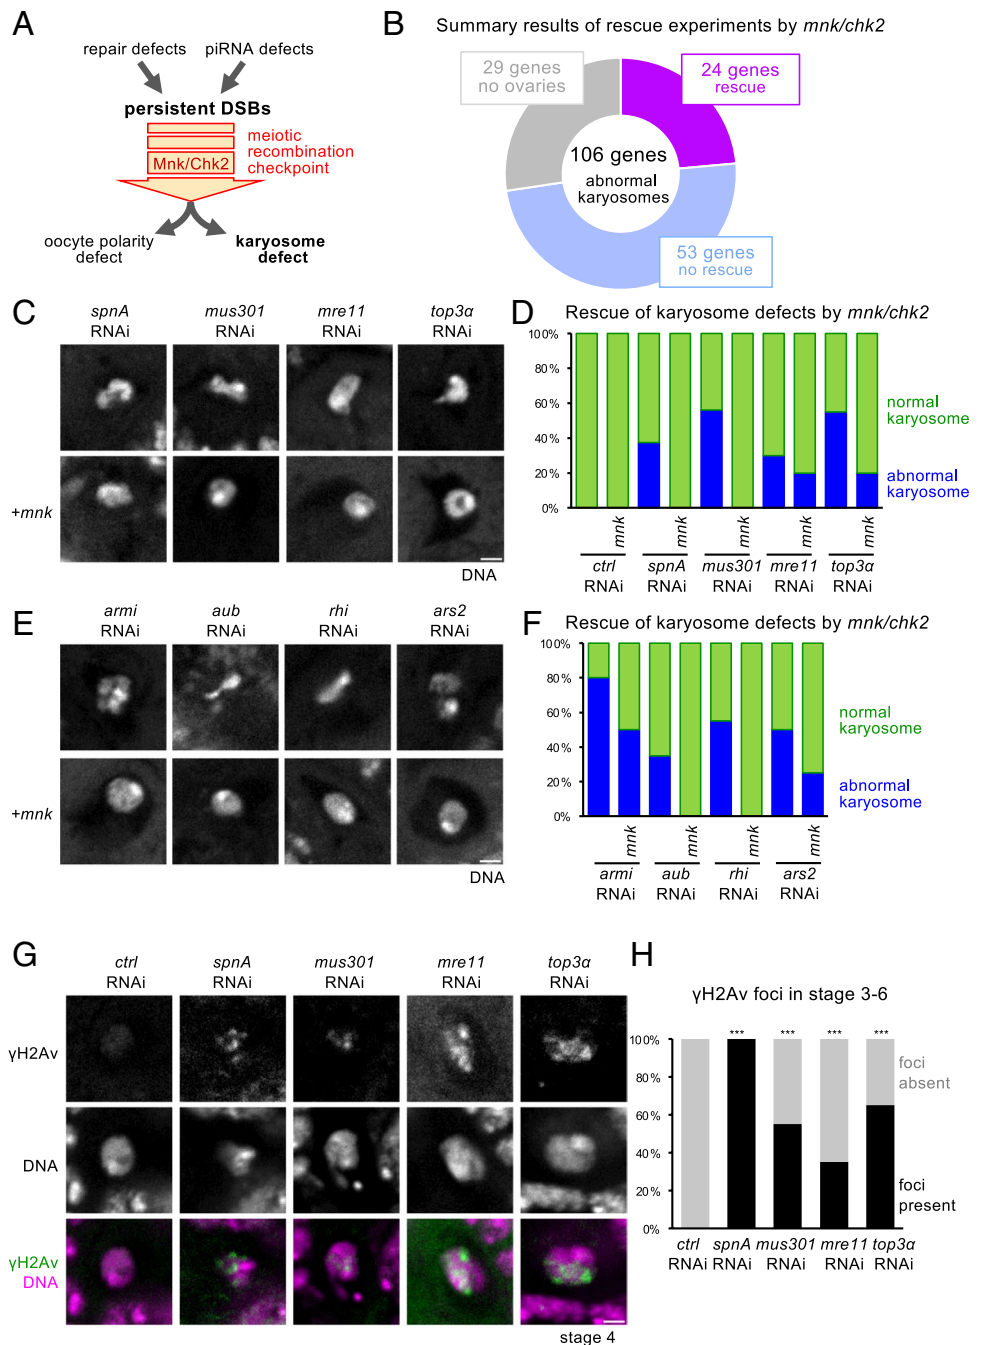 A
repair defects piRNA defects
persistent DSBs
Mnk/Chk2
meiotic
recombination
checkpoint
oocyte polarity
defect
karyosome
defect
B Summary results of rescue experiments by mnk/chk2
29 genes
no ovaries
24 genes
rescue
106 genes
abnormal
karyosomes
53 genes
no rescue
C
spnA
RNAi
mus301
RNAi
mre11
RNAi
top3α
RNAi
+mnk
DNA
D Rescue of karyosome defects by mnk/chk2
100%
80%
60%
40%
20%
0%
normal
karyosome
abnormal
karyosome
mnk mnk mnk mnk mnk
ctrl spnA mus301 mre11 top3α
RNAi RNAi RNAi RNAi RNAi
E
armi
RNAi
aub
RNAi
rhi
RNAi
ars2
RNAi
+mnk
DNA
F Rescue of karyosome defects by mnk/chk2
100%
80%
60%
40%
20%
0%
normal
karyosome
abnormal
karyosome
mnk mnk mnk mnk
armi aub rhi ars2
RNAi RNAi RNAi RNAi
G
ctrl
RNAi
spnA
RNAi
mus301
RNAi
mre11
RNAi
top3α
RNAi
γH2Av
DNA
γH2Av
DNA
stage 4
H
γH2Av foci in stage 3-6
*** *** *** ***
100%
80%
60%
40%
20%
0%
foci
absent
foci
present
ctrl spnA mus301 mre11 top3α
RNAi RNAi RNAi RNAi RNAi